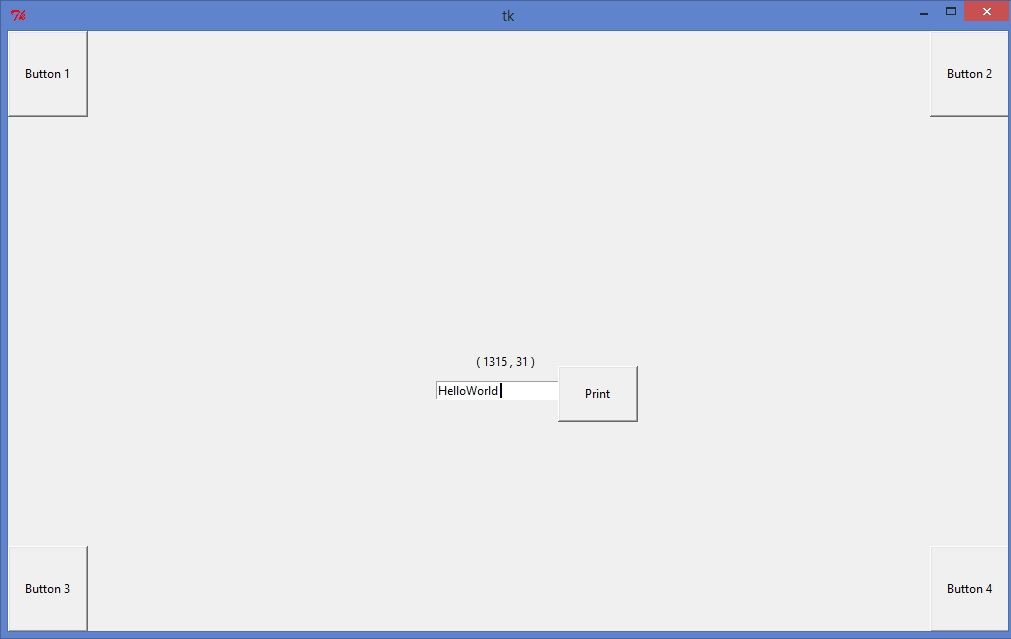 tk
Button 1
Button 2
( 1315 , 31 )
HelloWorld
Print
Button 3
Button 4